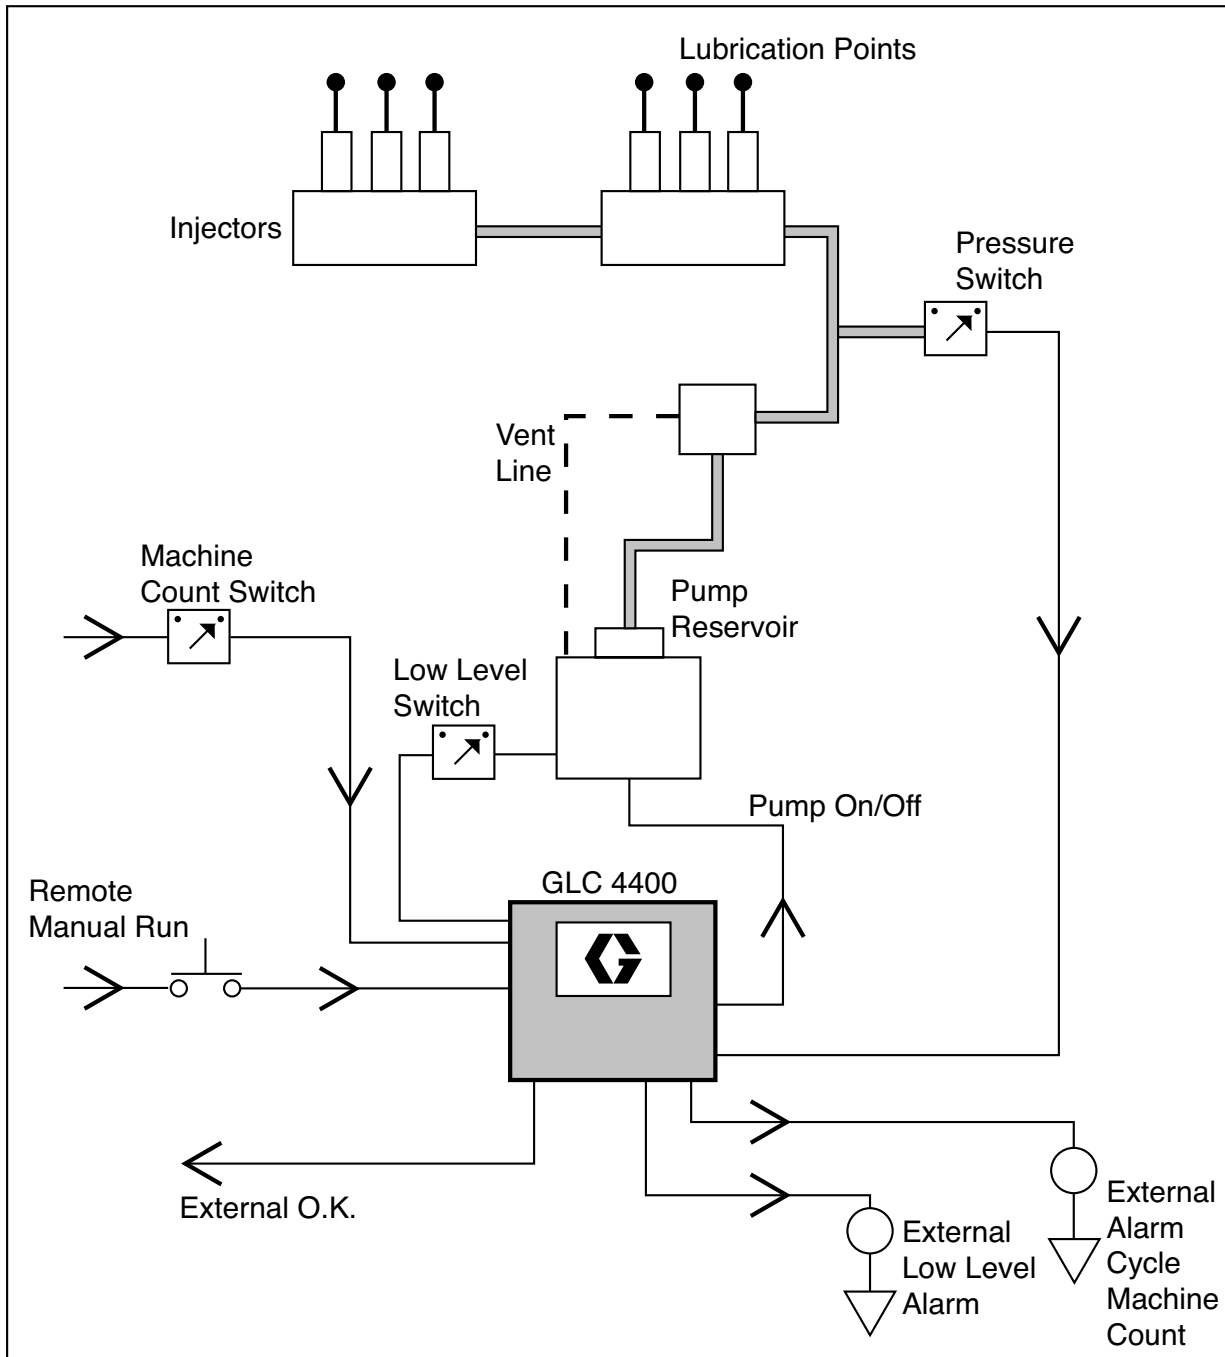 Lubrication Points
Injectors
Pressure
Switch
Vent
Line
Machine
Count Switch
Pump
Reservoir
Low Level
Switch
Pump On/Off
GLC 4400
Remote
Manual Run
External O.K.
External
Low Level
Alarm
External
Alarm
Cycle
Machine
Count